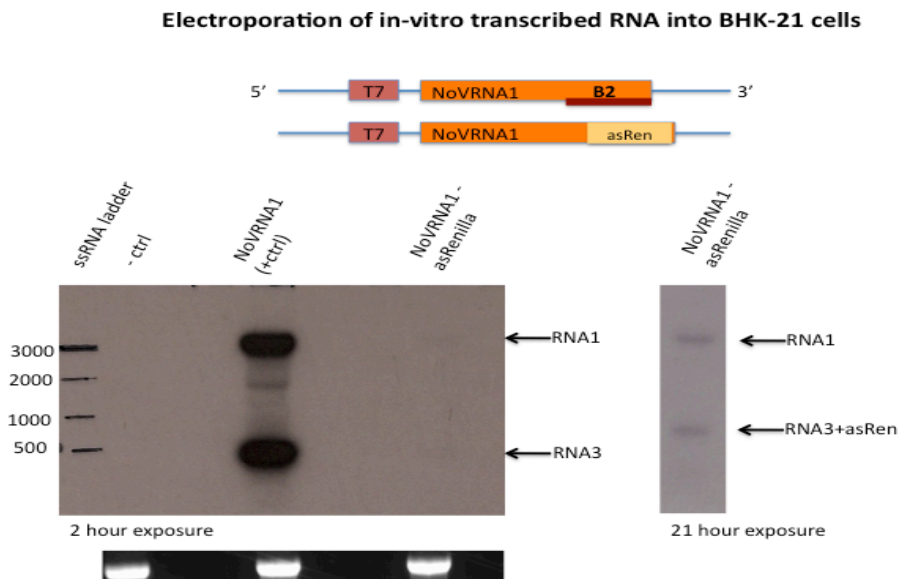 Electroporation of in-vitro transcribed RNA into BHK-21 cells
5’ T7 NoVRNA1 B2 3’
T7 NoVRNA1 asRen
ssRNA ladder
- ctrl
NoVRNA1
(+ctrl)
NoVRNA1 -
asRenilla
NoVRNA1 -
asRenilla
3000
2000
1000
500
RNA1
RNA3
RNA1
RNA3+asRen
2 hour exposure
21 hour exposure